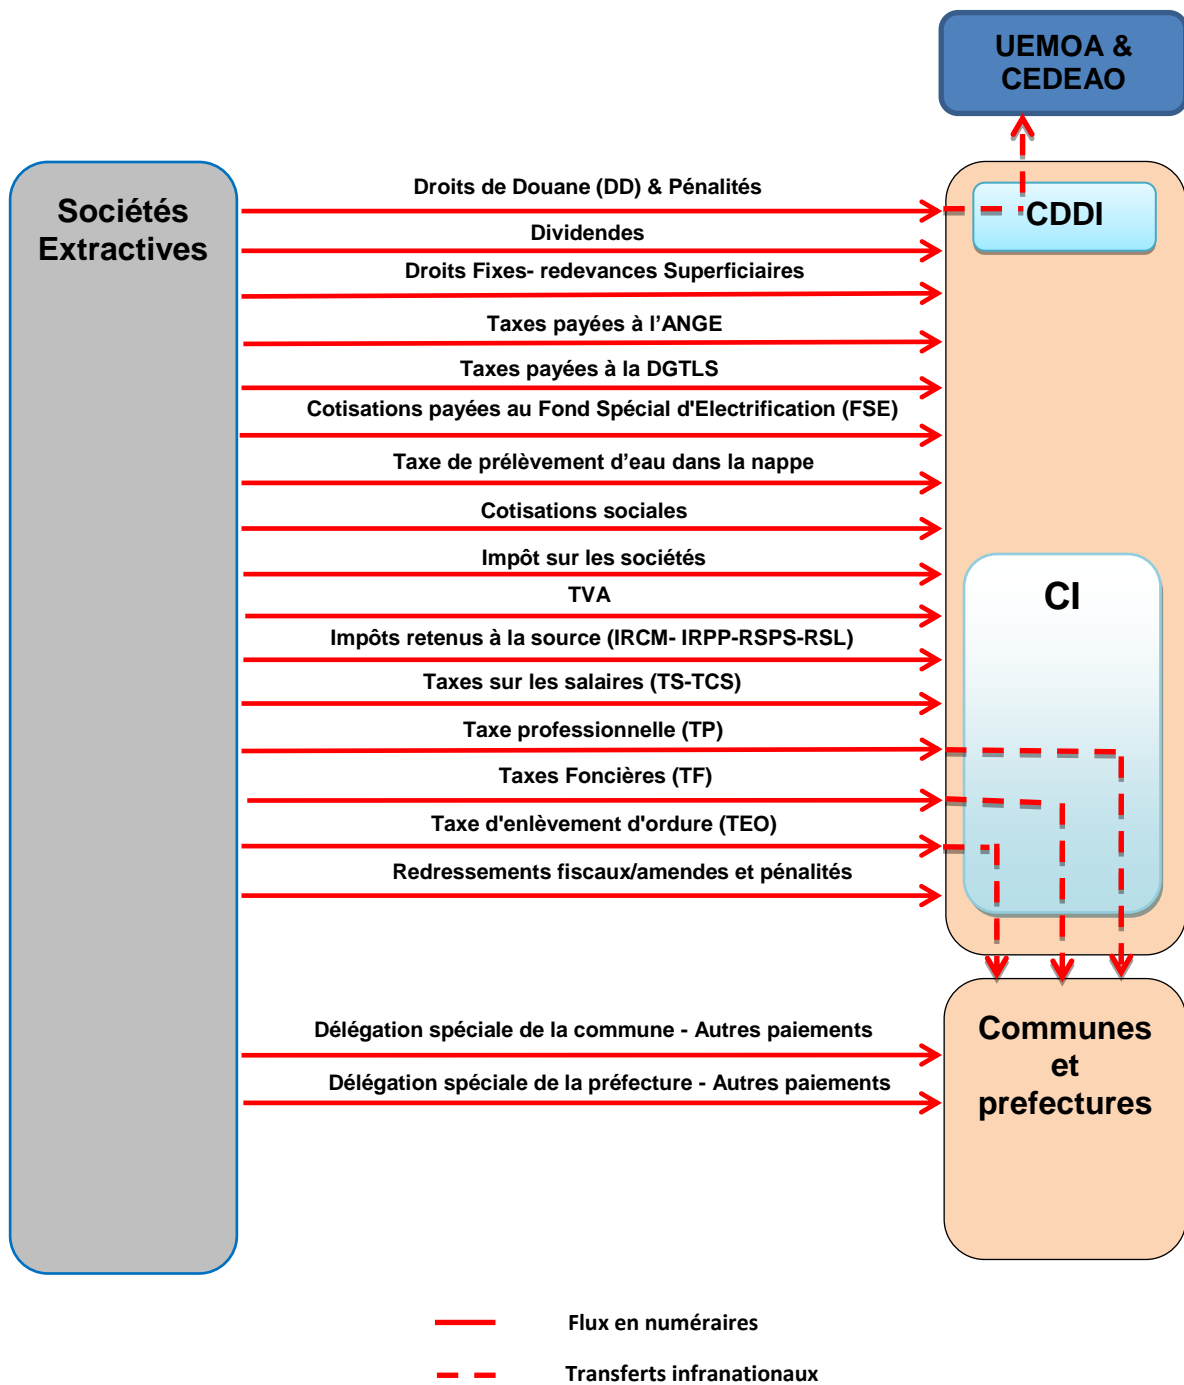 UEMOA &
CEDEAO
Sociétés
Extractives
Droits de Douane (DD) & Pénalités
CDDI
Dividendes
Droits Fixes- redevances Superficiaires
Taxes payées à l’ANGE
Taxes payées à la DGTLS
Cotisations payées au Fond Spécial d'Electrification (FSE)
Taxe de prélèvement d’eau dans la nappe
Cotisations sociales
Impôt sur les sociétés
CI
TVA
Impôts retenus à la source (IRCM- IRPP-RSPS-RSL)
Taxes sur les salaires (TS-TCS)
Taxe professionnelle (TP)
Taxes Foncières (TF)
Taxe d'enlèvement d'ordure (TEO)
Redressements fiscaux/amendes et pénalités
Délégation spéciale de la commune - Autres paiements
Délégation spéciale de la préfecture - Autres paiements
Communes
et
prefectures
Flux en numéraires
Transferts infranationaux